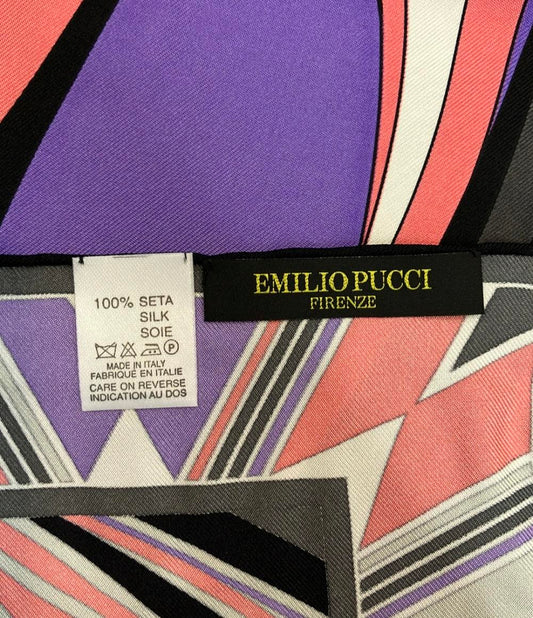 100% SETA
SILK
SOIE
P
MADE IN ITALY
FABRIQUÉ EN ITALIE
CARE ON REVERSE
INDICATION AU DOS
EMILIO PUCCI
FIRENZE